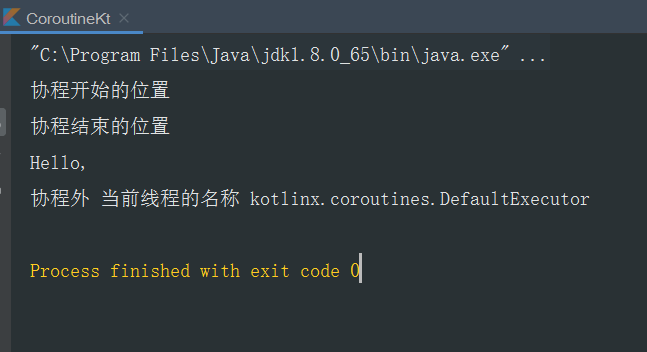 CoroutineKt ×
"C:\Program Files\Java\jdk1.8.0_65\bin\java.exe" ...
协程开始的位置
协程结束的位置
Hello,
协程外 当前线程的名称 kotlinx.coroutines.DefaultExecutor
Process finished with exit code 0